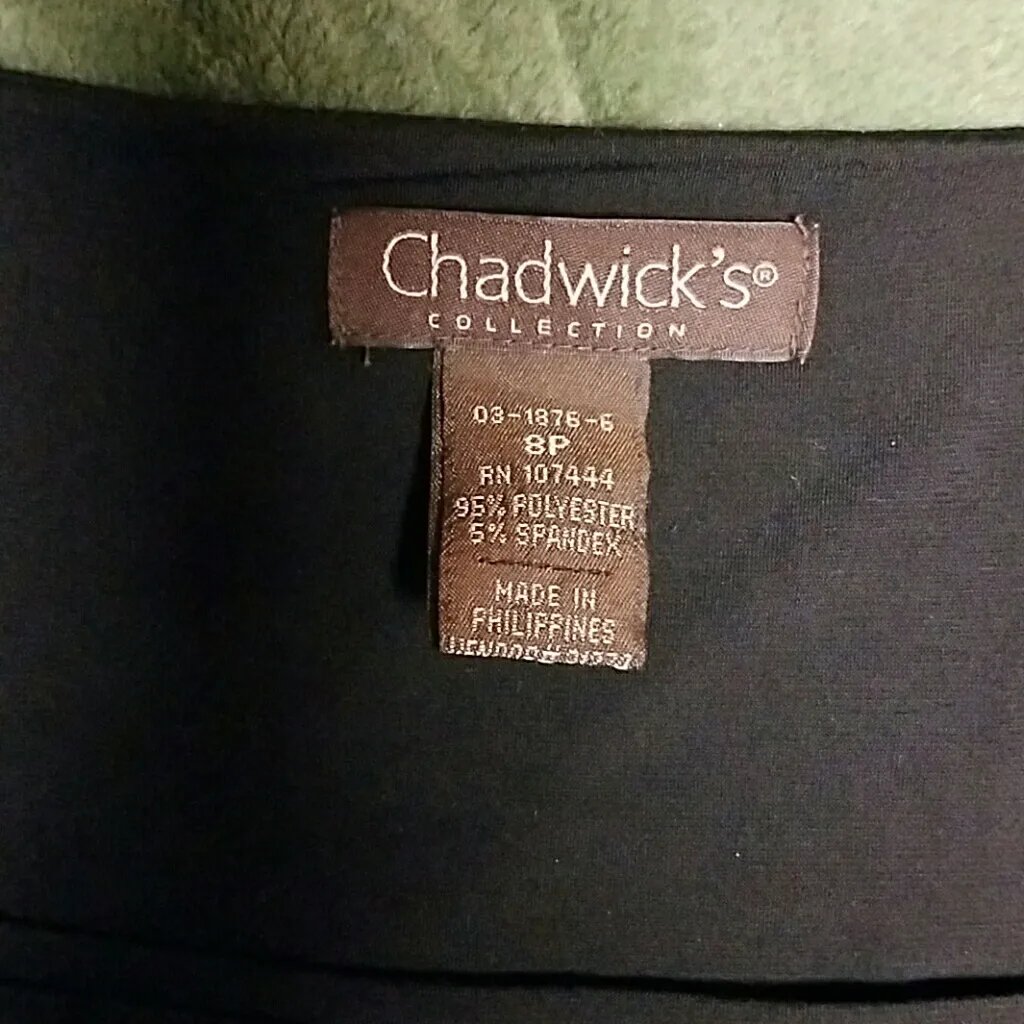 Chadwick's®
COLLECTION
03-1876-6
8P
RN 107444
95% POLYESTER
5% SPANDEX
MADE IN
PHILIPPINES